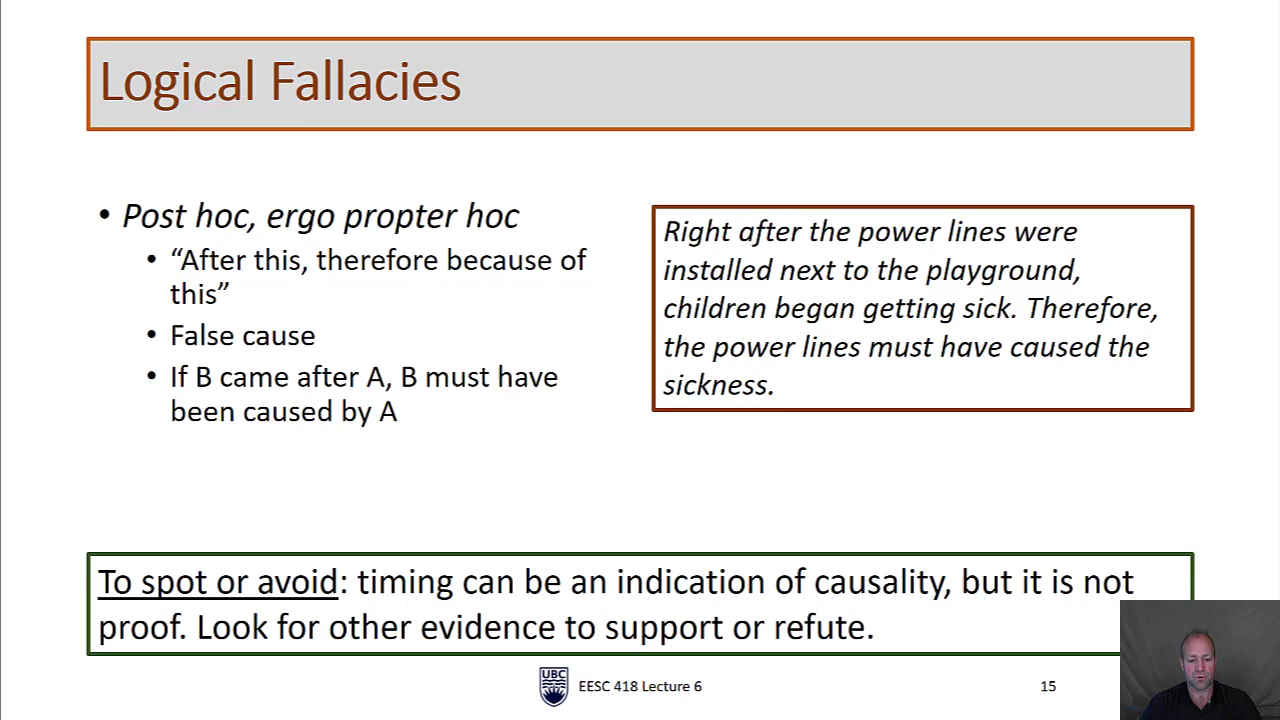 Logical Fallacies
• Post hoc, ergo propter hoc
• “After this, therefore because of
this”
• False cause
• If B came after A, B must have
been caused by A
Right after the power lines were
installed next to the playground,
children began getting sick. Therefore,
the power lines must have caused the
sickness.
To spot or avoid: timing can be an indication of causality, but it is not
proof. Look for other evidence to support or refute.
UBC
EESC 418 Lecture 6
15